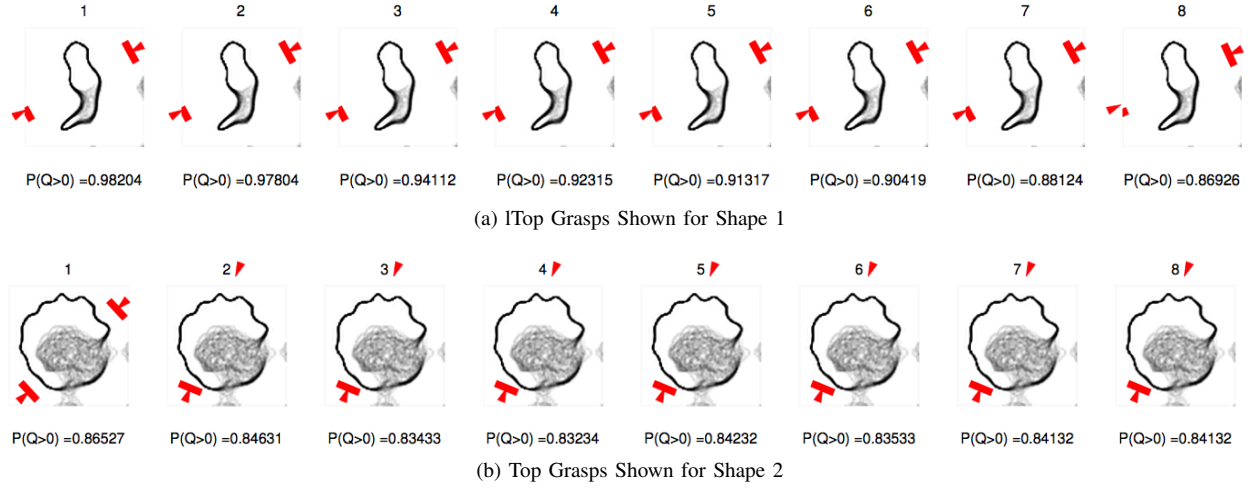 1 2 3 4 5 6 7 8
P(Q>0) =0.98204 P(Q>0) =0.97804 P(Q>0) =0.94112 P(Q>0) =0.92315 P(Q>0) =0.91317 P(Q>0) =0.90419 P(Q>0) =0.88124 P(Q>0) =0.86926
(a) lTop Grasps Shown for Shape 1
1 2 3 4 5 6 7 8
P(Q>0) =0.86527 P(Q>0) =0.84631 P(Q>0) =0.83433 P(Q>0) =0.83234 P(Q>0) =0.84232 P(Q>0) =0.83533 P(Q>0) =0.84132 P(Q>0) =0.84132
(b) Top Grasps Shown for Shape 2